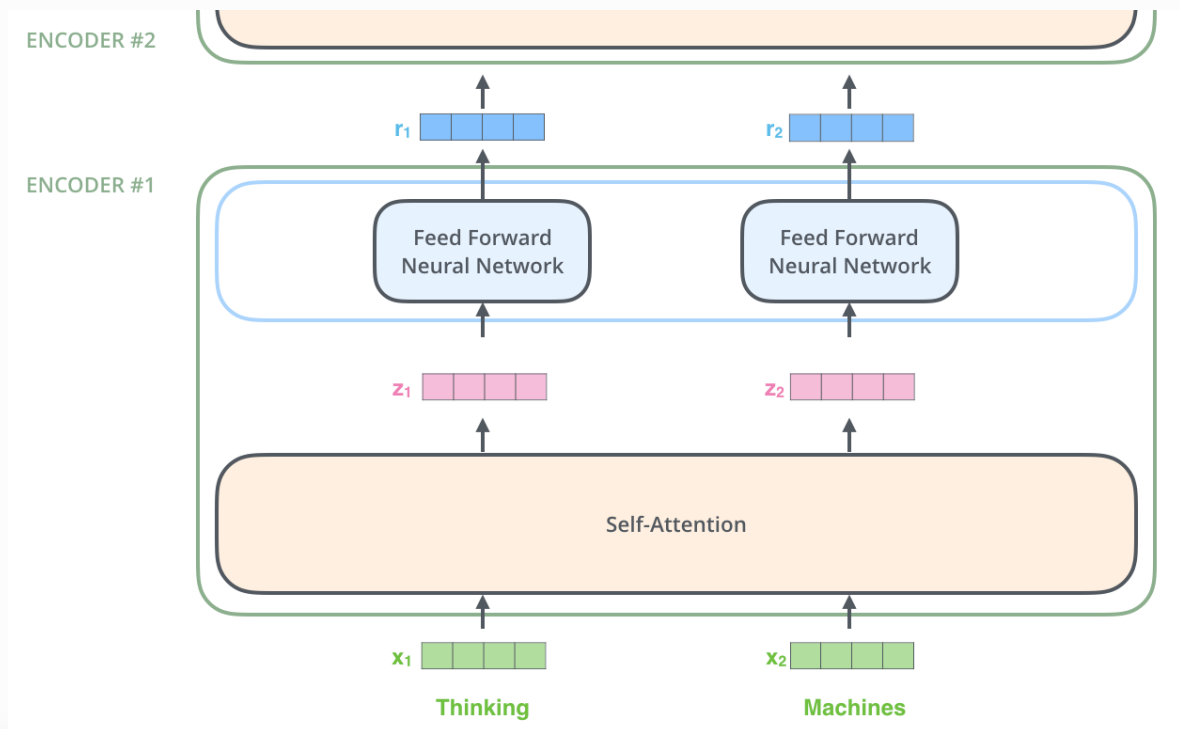 ENCODER #2
r₁
r₂
ENCODER #1
Feed Forward
Neural Network
Feed Forward
Neural Network
z₁
z₂
Self-Attention
x₁
x₂
Thinking
Machines